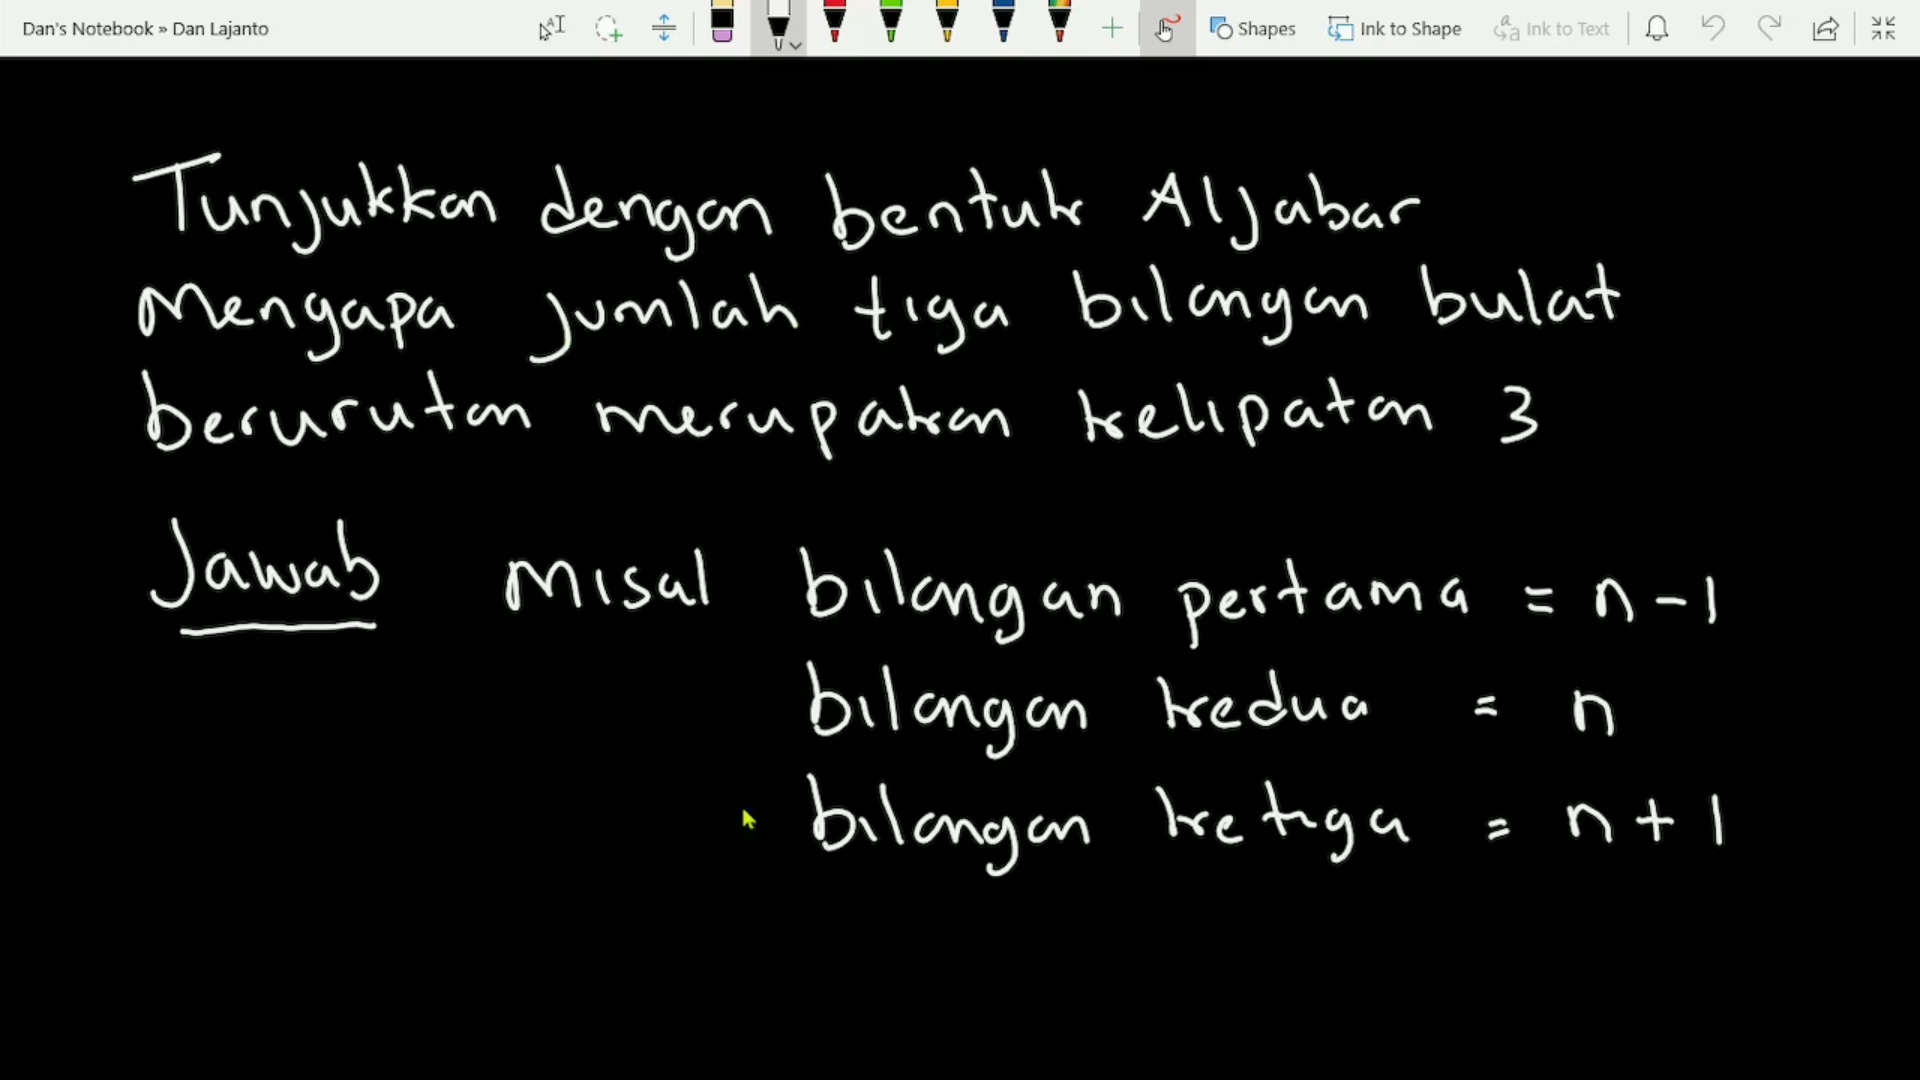 Dan's Notebook » Dan Lajanto
Shapes
Ink to Shape
Ink to Text
Tunjukkan dengan bentuk Aljabar
Mengapa jumlah tiga bilangan bulat
berurutan merupakan kelipatan 3
Jawab Misal bilangan pertama = n - 1
bilangan kedua = n
bilangan ketiga = n + 1